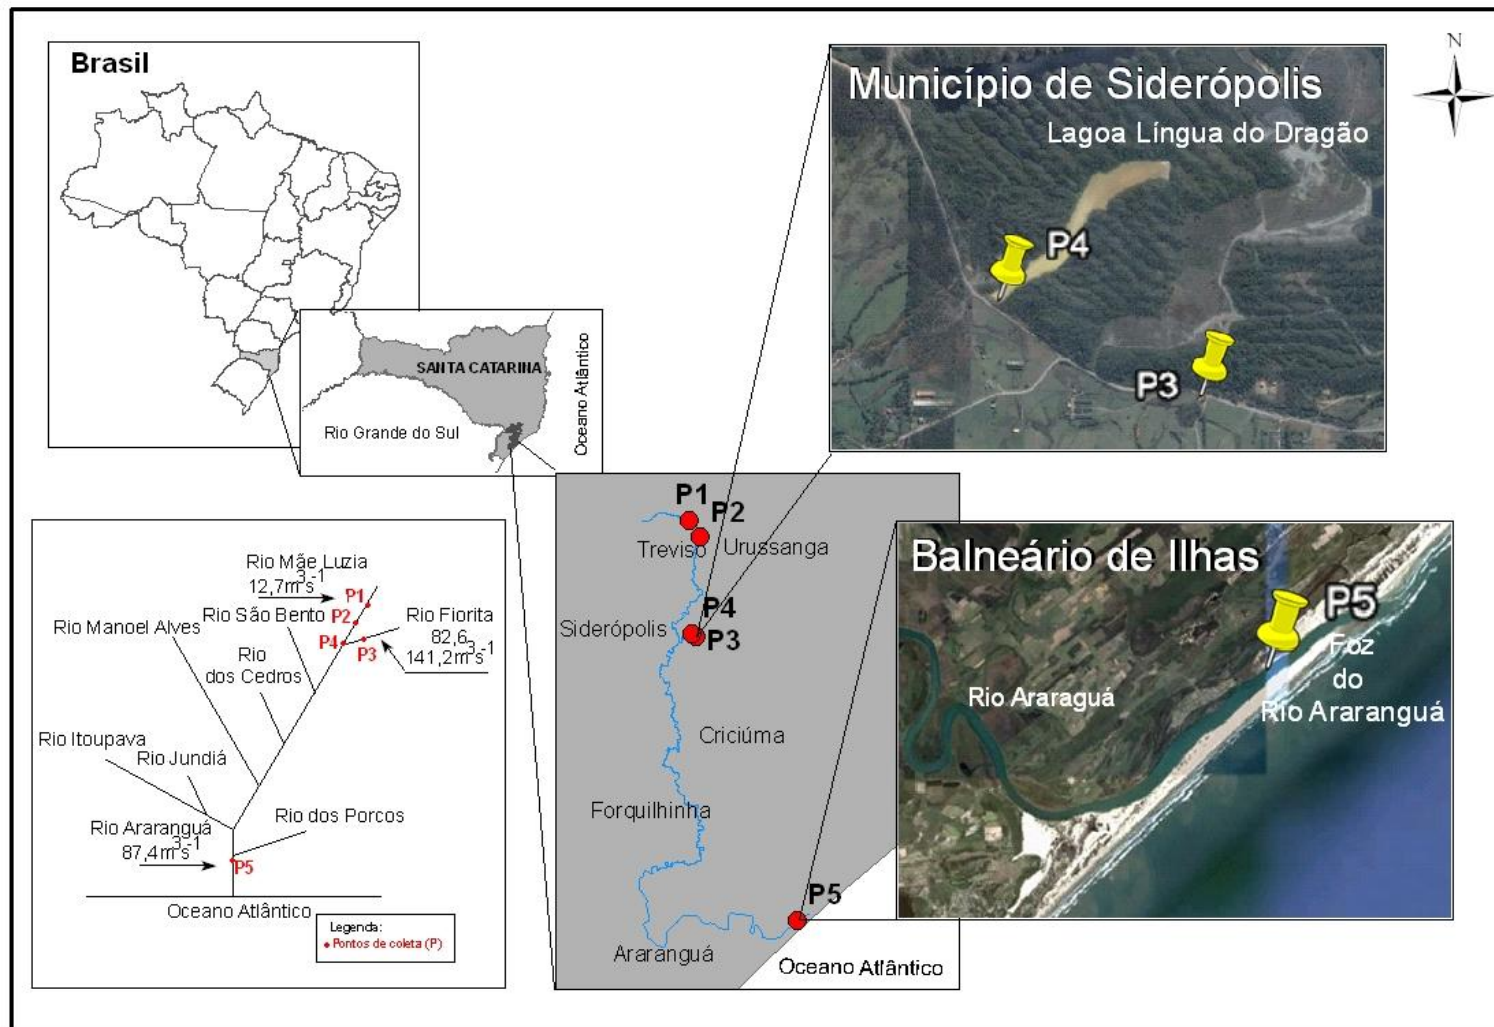 Brasil
SANTA CATARINA
Rio Grande do Sul
Oceano Atlântico
N
Município de Siderópolis
Lagoa Língua do Dragão
P4
P3
P1
P2
Treviso
Urussanga
P4
Siderópolis
P3
Criciúma
Forquilhinha
P5
Araranguá
Oceano Atlântico
Balneário de Ilhas
P5
Foz
do
Rio Araranguá
Rio Araraguá
Rio Mãe Luzia
12,7m³s⁻¹
P1
Rio São Bento
P2
Rio Fiorita
Rio Manoel Alves
82,6
P4
P3
141,2m³s⁻¹
Rio
dos Cedros
Rio Itoupava
Rio Jundiá
Rio dos Porcos
Rio Araranguá
87,4m³s⁻¹
P5
Oceano Atlântico
Legenda:
Pontos de coleta (P)